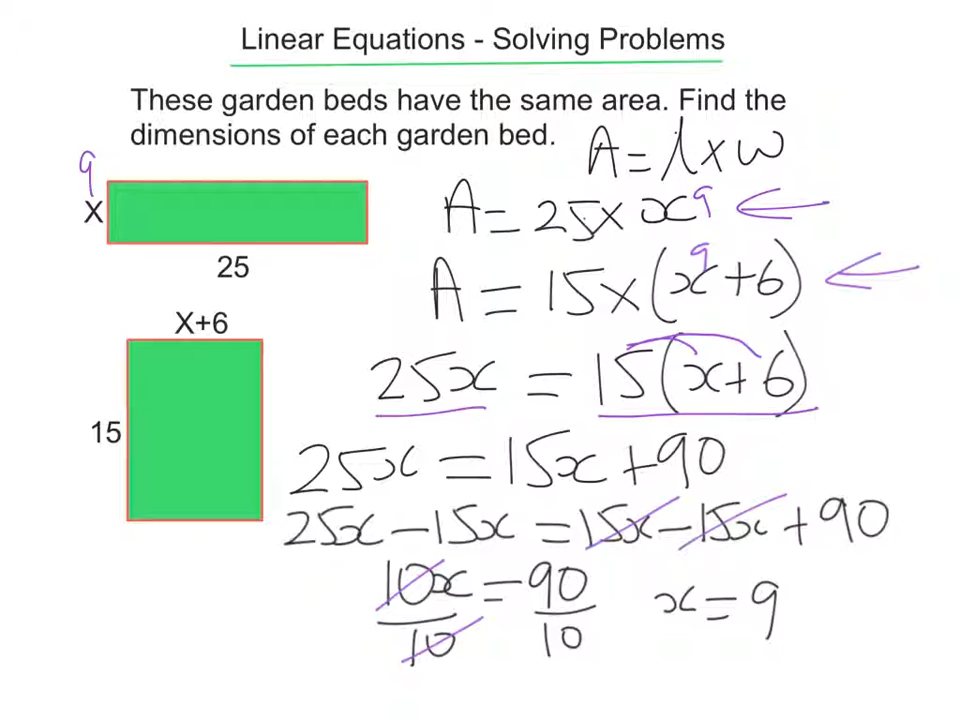 Linear Equations - Solving Problems
These garden beds have the same area. Find the
dimensions of each garden bed.
A = l x w
9
X
25
A = 25 x x 9
A = 15 x (x + 6)
9
X+6
15
25x = 15(x + 6)
25x = 15x + 90
25x - 15x = 15x - 15x + 90
10x = 90
10 10
x = 9